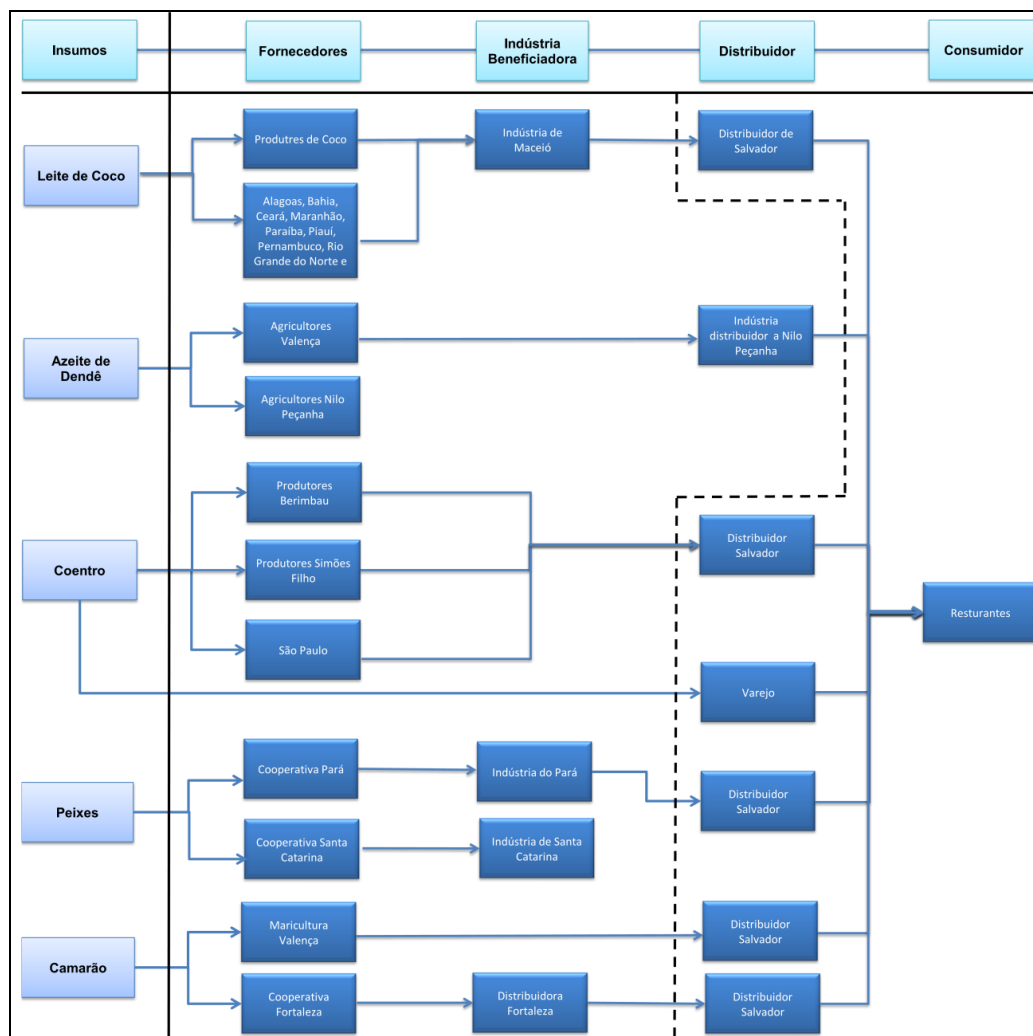 Insumos
Fornecedores
Indústria
Beneficiadora
Distribuidor
Consumidor
Leite de Coco
Produtres de Coco
Indústria de
Maceió
Distribuidor de
Salvador
Alagoas, Bahia,
Ceará, Maranhão,
Paraíba, Piauí,
Pernambuco, Rio
Grande do Norte e
Azeite de
Dendê
Agricultores
Valença
Indústria
distribuidor a Nilo
Peçanha
Agricultores Nilo
Peçanha
Coentro
Produtores
Berimbau
Produtores Simões
Filho
São Paulo
Distribuidor
Salvador
Varejo
Resturantes
Peixes
Cooperativa Pará
Indústria do Pará
Distribuidor
Salvador
Cooperativa Santa
Catarina
Indústria de Santa
Catarina
Camarão
Maricultura
Valença
Distribuidor
Salvador
Cooperativa
Fortaleza
Distribuidora
Fortaleza
Distribuidor
Salvador